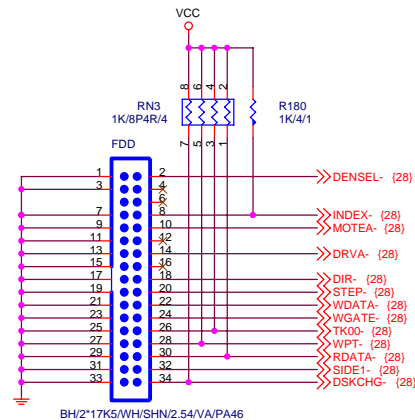 VCC
8 6 4 2
RN3
1K/8P4R/4
R180
1K/4/1
7 5 3 1
FDD
1 2 DENSEL- {28}
3 4
6
7 8 INDEX- {28}
9 10 MOTEA- {28}
11 12
13 14 DRVA- {28}
15 16
17 18 DIR- {28}
19 20 STEP- {28}
21 22 WDATA- {28}
23 24 WGATE- {28}
25 26 TK00- {28}
27 28 WPT- {28}
29 30 RDATA- {28}
31 32 SIDE1- {28}
33 34 DSKCHG- {28}
BH/2*17K5/WH/SHN/2.54/VA/PA46